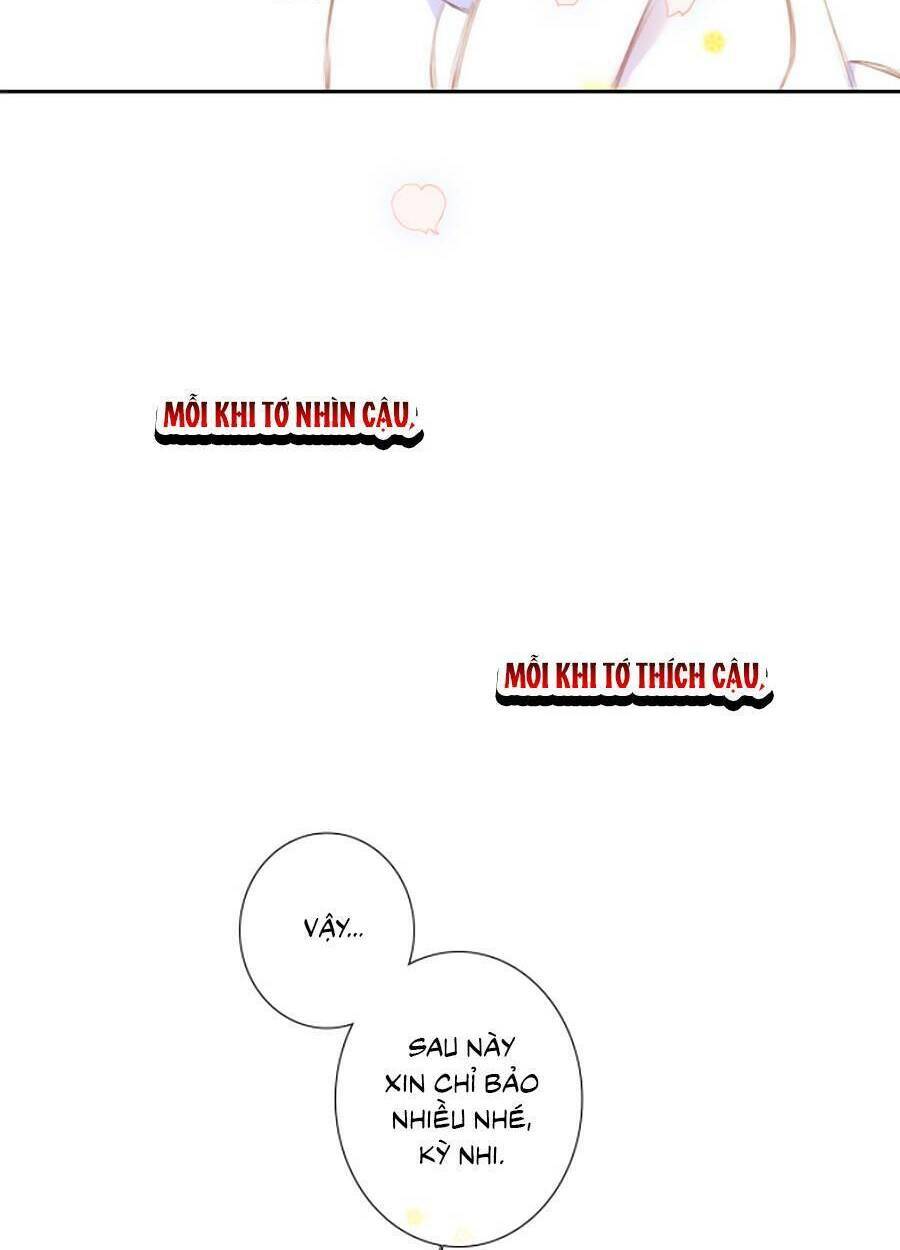 MỖI KHI TỚ NHÌN CẬU,
MỖI KHI TỚ THÍCH CẬU,
VẬY...
SAU NÀY
XIN CHỈ BẢO
NHIỀU NHÉ,
KỲ NHI.